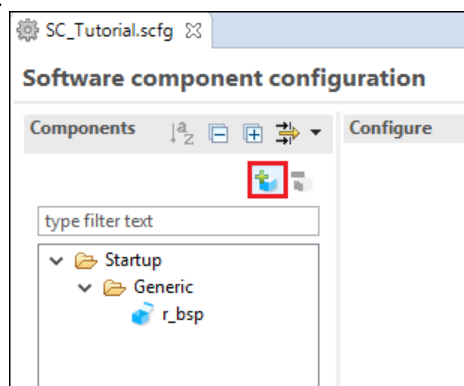 SC_Tutorial.scfg
Software component configuration
Components
Configure
type filter text
Startup
Generic
r_bsp